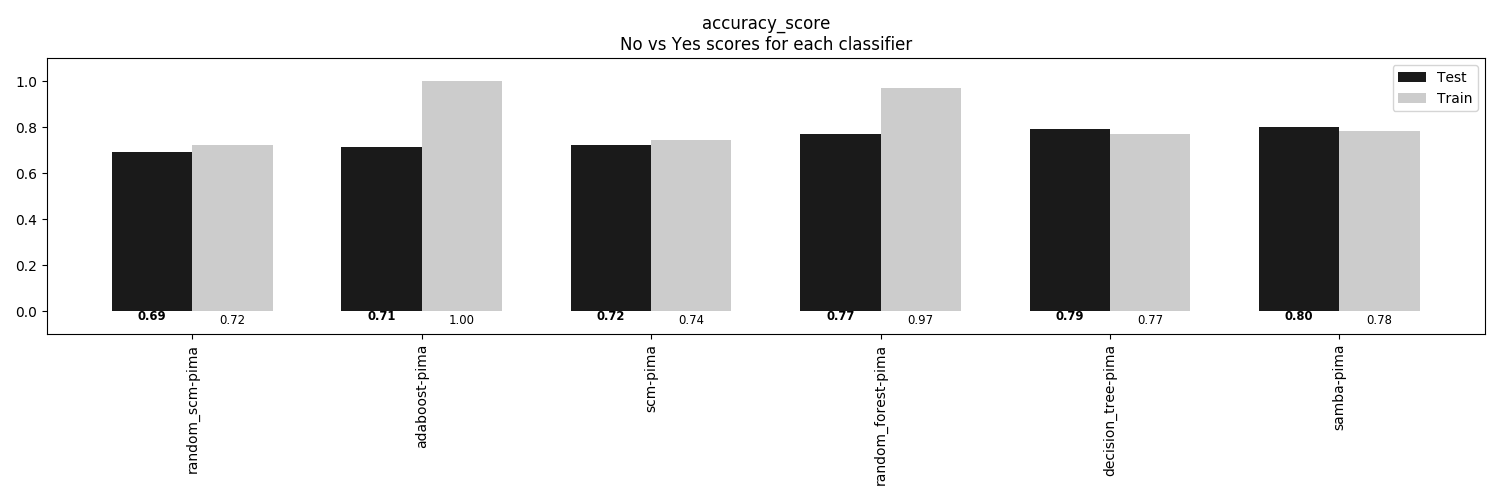 accuracy_score
No vs Yes scores for each classifier
Test
Train
1.0
0.8
0.6
0.4
0.2
0.0
0.69 0.72 0.71 1.00 0.72 0.74 0.77 0.97 0.79 0.77 0.80 0.78
random_scm-pima
adaboost-pima
scm-pima
random_forest-pima
decision_tree-pima
samba-pima